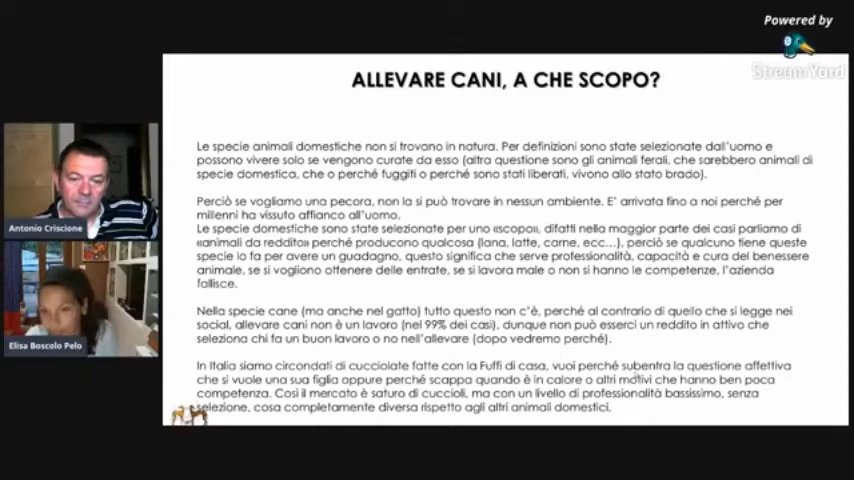 Powered by
StreamYard
ALLEVARE CANI, A CHE SCOPO?
Le specie animali domestiche non si trovano in natura. Per definizioni sono state selezionate dall'uomo e
possono vivere solo se vengono curate da esso (altra questione sono gli animali ferali, che sarebbero animali di
specie domestica, che o perché fuggiti o perché sono stati liberati, vivono allo stato brado).
Perciò se vogliamo una pecora, non la si può trovare in nessun ambiente. E' arrivata fino a noi perché per
millenni ha vissuto affianco all'uomo.
Le specie domestiche sono state selezionate per uno «scopo», difatti nella maggior parte dei casi parliamo di
«animali da reddito» perché producono qualcosa (lana, latte, carne, ecc...), perciò se qualcuno tiene queste
specie lo fa per avere un guadagno, questo significa che serve professionalità, capacità e cura del benessere
animale, se si vogliono ottenere delle entrate, se si lavora male o non si hanno le competenze, l'azienda
fallisce.
Nella specie cane (ma anche nel gatto) tutto questo non c'è, perché al contrario di quello che si legge nei
social, allevare cani non è un lavoro (nel 99% dei casi), dunque non può esserci un reddito in attivo che
seleziona chi fa un buon lavoro o no nell'allevare (dopo vedremo perché).
In Italia siamo circondati di cucciolate fatte con la Fuffi di casa, vuoi perché subentra la questione affettiva
che si vuole una sua figlia oppure perché scappa quando è in calore o altri motivi che hanno ben poca
competenza. Così il mercato è saturo di cuccioli, ma con un livello di professionalità bassissimo, senza
selezione, cosa completamente diversa rispetto agli altri animali domestici.
Antonio Criscione
Elisa Boscolo Pelo